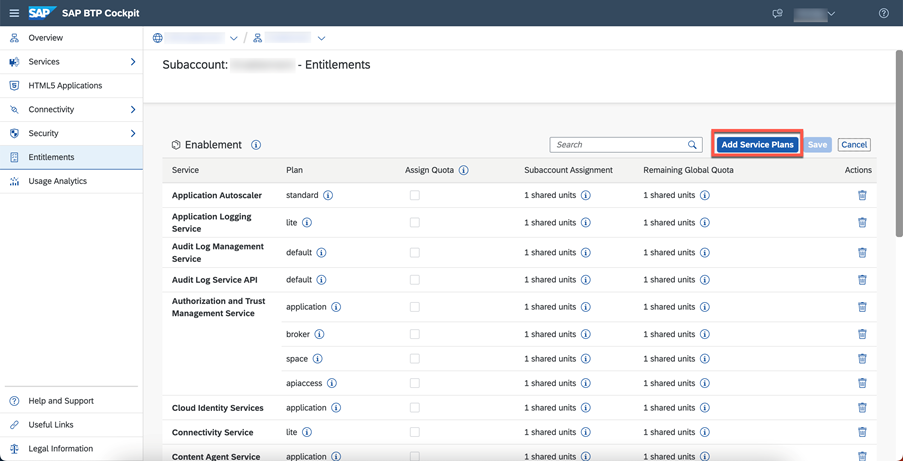 SAP SAP BTP Cockpit
Overview
Services
HTML5 Applications
Connectivity
Security
Entitlements
Usage Analytics
Help and Support
Useful Links
Legal Information
/
Subaccount: - Entitlements
Enablement
Search
Add Service Plans
Save
Cancel
Service Plan Assign Quota Subaccount Assignment Remaining Global Quota Actions
Application Autoscaler standard 1 shared units 1 shared units
Application Logging
Service lite 1 shared units 1 shared units
Audit Log Management
Service default 1 shared units 1 shared units
Audit Log Service API default 1 shared units 1 shared units
Authorization and Trust
Management Service application 1 shared units 1 shared units
broker 1 shared units 1 shared units
space 1 shared units 1 shared units
apiaccess 1 shared units 1 shared units
Cloud Identity Services application 1 shared units 1 shared units
Connectivity Service lite 1 shared units 1 shared units
Content Agent Service application 1 shared units 1 shared units